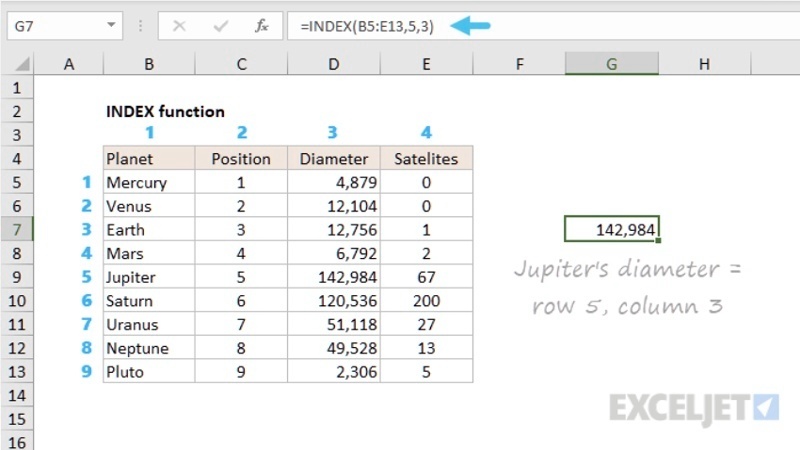 G7 fx =INDEX(B5:E13,5,3)
A B C D E F G H
1
2 INDEX function
3 1 2 3 4
4 Planet Position Diameter Satelites
5 1 Mercury 1 4,879 0
6 2 Venus 2 12,104 0
7 3 Earth 3 12,756 1 142,984
8 4 Mars 4 6,792 2
9 5 Jupiter 5 142,984 67 Jupiter's diameter =
10 6 Saturn 6 120,536 200 row 5, column 3
11 7 Uranus 7 51,118 27
12 8 Neptune 8 49,528 13
13 9 Pluto 9 2,306 5
14
15 EXCELJET
16